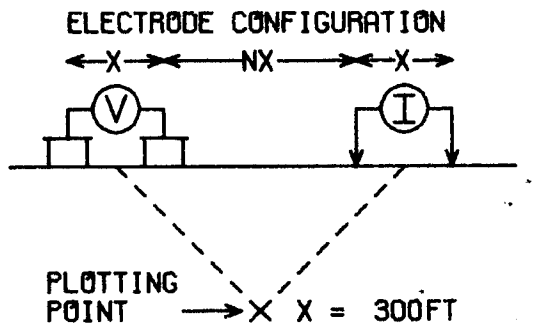 ELECTRODE CONFIGURATION
X NX X
V I
PLOTTING
POINT X X = 300FT